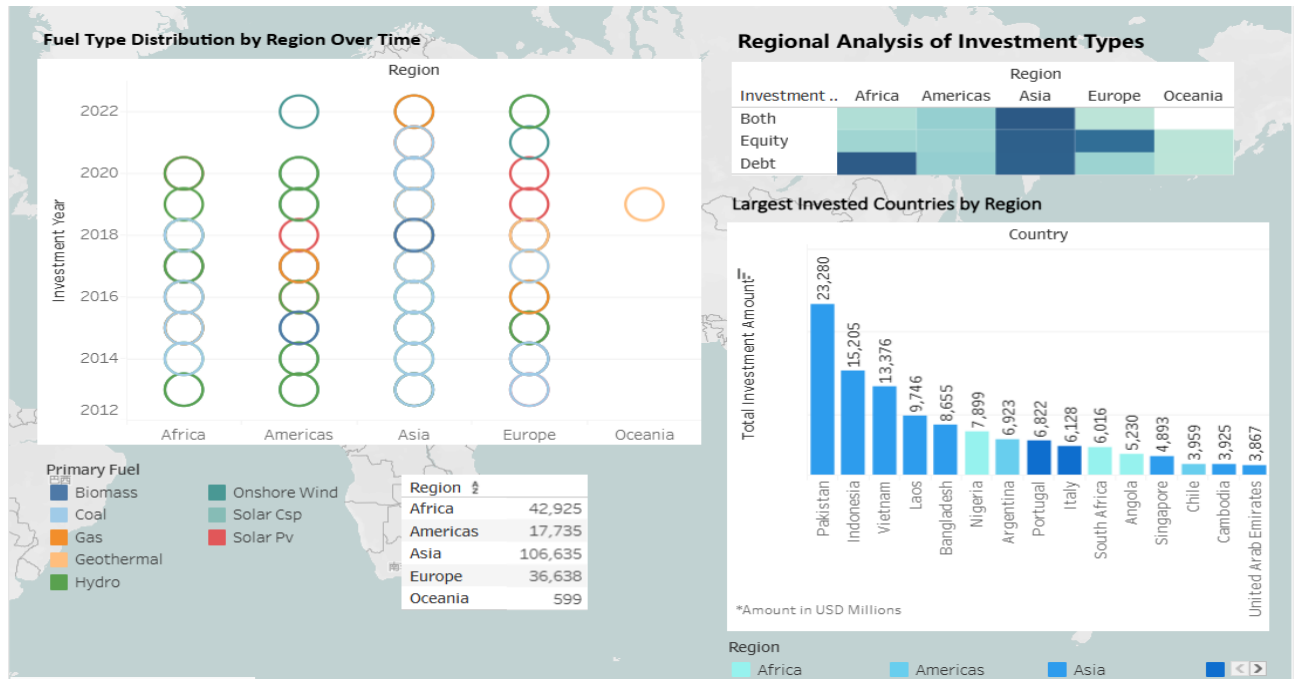 Fuel Type Distribution by Region Over Time
Region
2022
2020
2018
2016
2014
2012
Investment Year
Africa Americas Asia Europe Oceania
Primary Fuel
巴西
Biomass
Coal
Gas
Geothermal
Hydro
Onshore Wind
Solar Csp
Solar Pv
Region
Africa 42,925
Americas 17,735
Asia 106,635
Europe 36,638
Oceania 599
Regional Analysis of Investment Types
Region
Investment .. Africa Americas Asia Europe Oceania
Both
Equity
Debt
Largest Invested Countries by Region
Country
Total Investment Amount
23,280
15,205
13,376
9,746
8,655
7,899
6,923
6,822
6,128
6,016
5,230
4,893
3,959
3,925
3,867
Pakistan
Indonesia
Vietnam
Laos
Bangladesh
Nigeria
Argentina
Portugal
Italy
South Africa
Angola
Singapore
Chile
Cambodia
United Arab Emirates
*Amount in USD Millions
Region
Africa Americas Asia